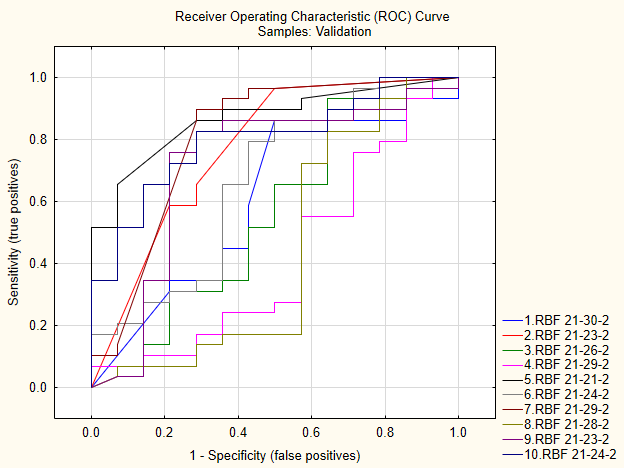 Receiver Operating Characteristic (ROC) Curve
Samples: Validation
Sensitivity (true positives)
1.0
0.8
0.6
0.4
0.2
0.0
0.0 0.2 0.4 0.6 0.8 1.0
1 - Specificity (false positives)
1.RBF 21-30-2
2.RBF 21-23-2
3.RBF 21-26-2
4.RBF 21-29-2
5.RBF 21-21-2
6.RBF 21-24-2
7.RBF 21-29-2
8.RBF 21-28-2
9.RBF 21-23-2
10.RBF 21-24-2